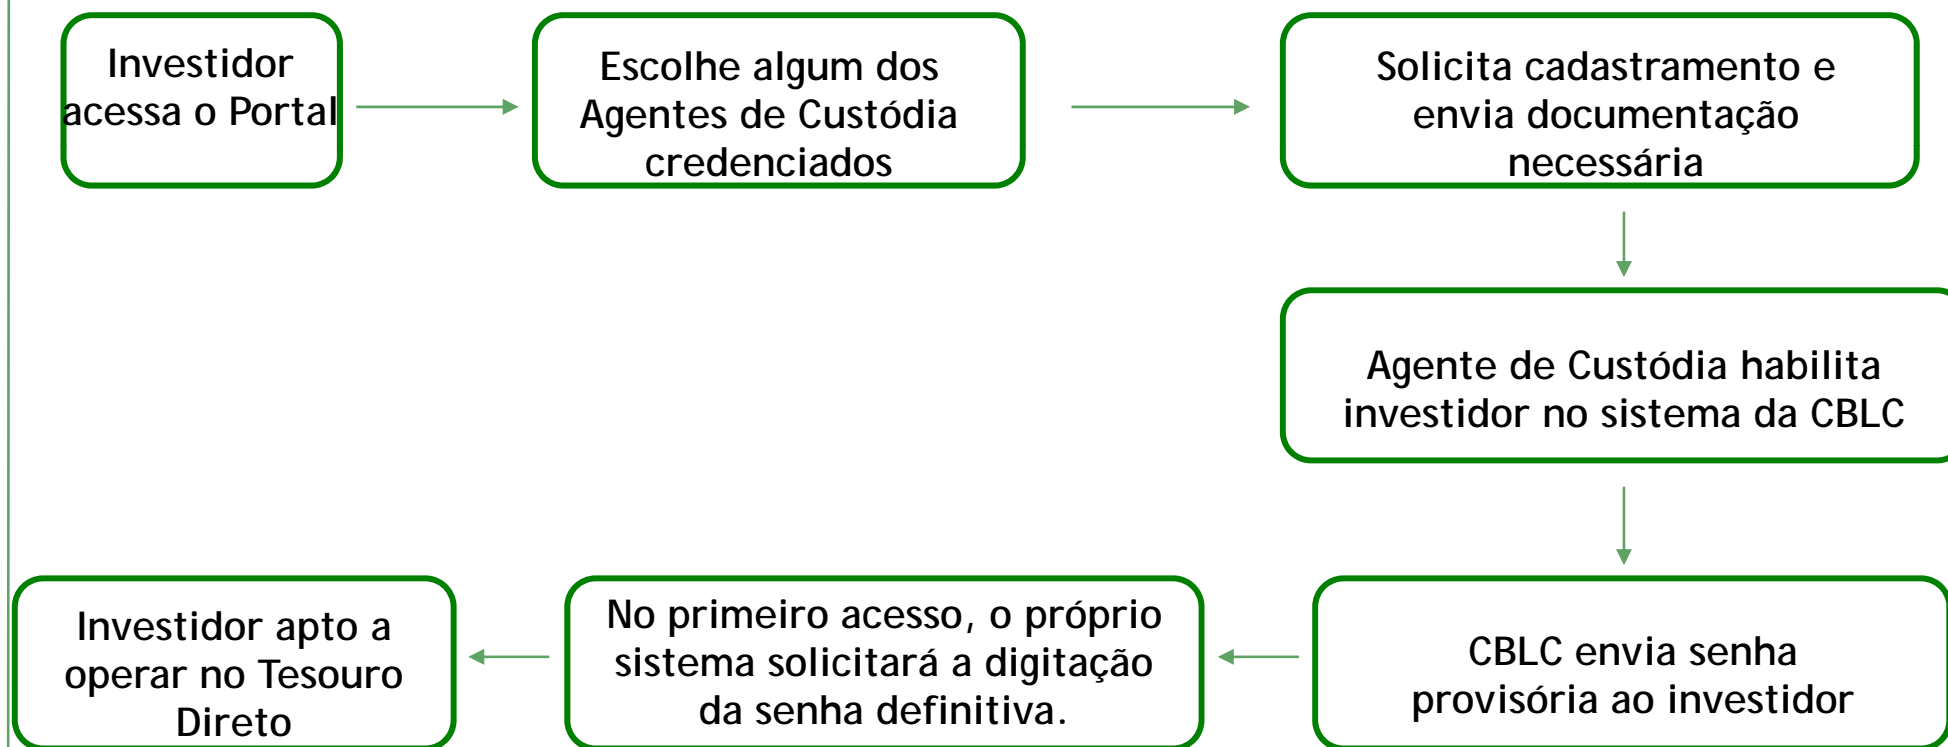 Investidor
acessa o Portal
Escolhe algum dos
Agentes de Custódia
credenciados
Solicita cadastramento e
envia documentação
necessária
Agente de Custódia habilita
investidor no sistema da CBLC
CBLC envia senha
provisória ao investidor
No primeiro acesso, o próprio
sistema solicitará a digitação
da senha definitiva.
Investidor apto a
operar no Tesouro
Direto